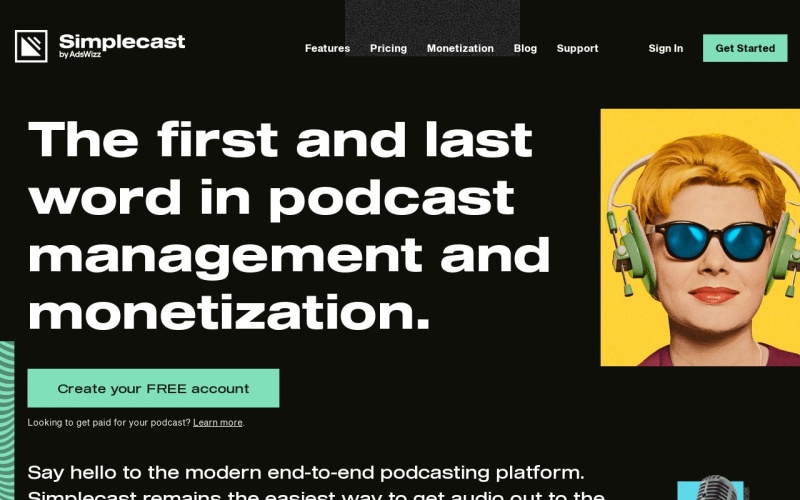 Simplecast
by AdsWizz
Features Pricing Monetization Blog Support Sign In Get Started
The first and last
word in podcast
management and
monetization.
Create your FREE account
Looking to get paid for your podcast? Learn more.
Say hello to the modern end-to-end podcasting platform.
Simplecast remains the easiest way to get audio out to the